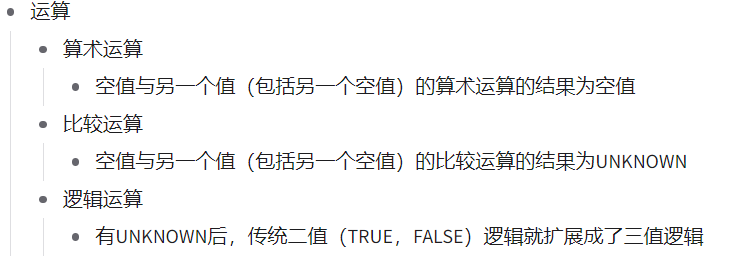 运算
算术运算
空值与另一个值（包括另一个空值）的算术运算的结果为空值
比较运算
空值与另一个值（包括另一个空值）的比较运算的结果为UNKNOWN
逻辑运算
有UNKNOWN后，传统二值（TRUE，FALSE）逻辑就扩展成了三值逻辑